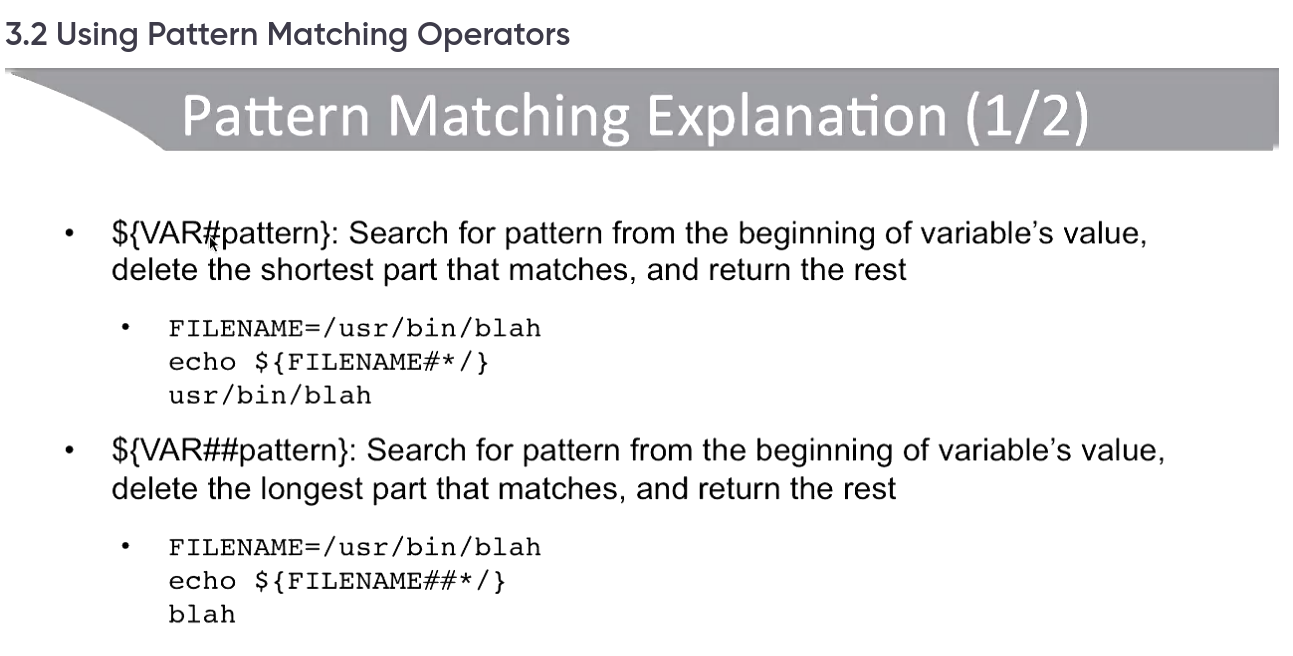 3.2 Using Pattern Matching Operators
Pattern Matching Explanation (1/2)
• ${VAR#pattern}: Search for pattern from the beginning of variable’s value,
delete the shortest part that matches, and return the rest
• FILENAME=/usr/bin/blah
echo ${FILENAME#*/}
usr/bin/blah
• ${VAR##pattern}: Search for pattern from the beginning of variable’s value,
delete the longest part that matches, and return the rest
• FILENAME=/usr/bin/blah
echo ${FILENAME##*/}
blah